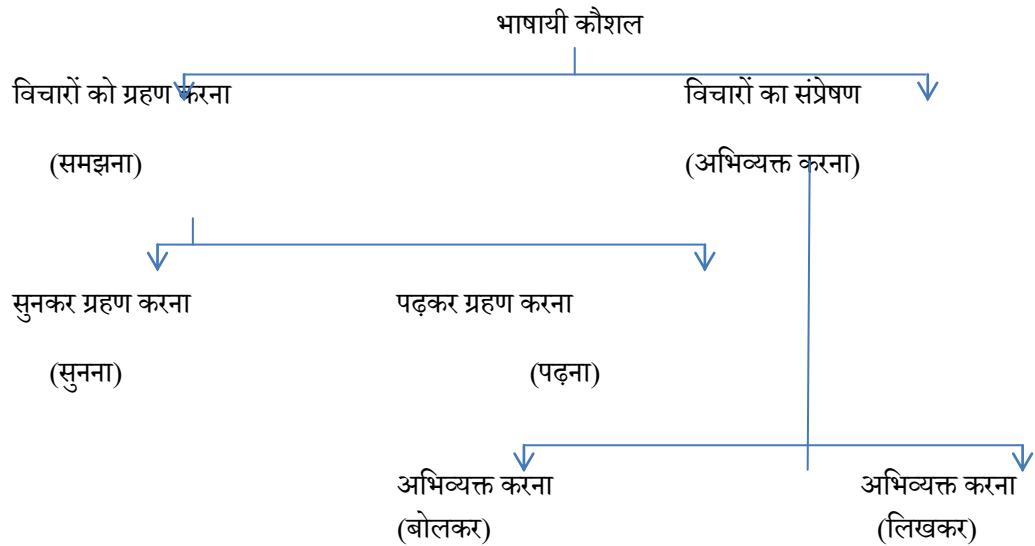 भाषायी कौशल
विचारों को ग्रहण करना विचारों का संप्रेषण
(समझना) (अभिव्यक्त करना)
सुनकर ग्रहण करना पढ़कर ग्रहण करना
(सुनना) (पढ़ना)
अभिव्यक्त करना अभिव्यक्त करना
(बोलकर) (लिखकर)